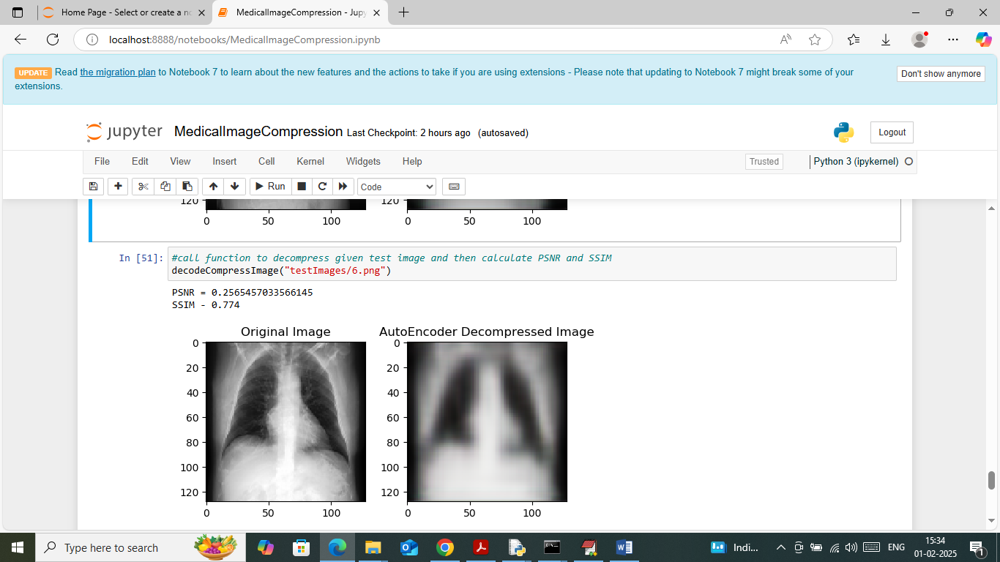 Home Page - Select or create a no
MedicalImageCompression - Jupy
localhost:8888/notebooks/MedicalImageCompression.ipynb
UPDATE Read the migration plan to Notebook 7 to learn about the new features and the actions to take if you are using extensions - Please note that updating to Notebook 7 might break some of your
extensions.
Don't show anymore
jupyter MedicalImageCompression Last Checkpoint: 2 hours ago (autosaved)
Logout
File Edit View Insert Cell Kernel Widgets Help
Trusted Python 3 (ipykernel)
Run Code
120 120
0 50 100 0 50 100
In [51]: #call function to decompress given test image and then calculate PSNR and SSIM
decodeCompressImage("testImages/6.png")
PSNR = 0.2565457033566145
SSIM - 0.774
Original Image AutoEncoder Decompressed Image
0 0
20 20
40 40
60 60
80 80
100 100
120 120
0 50 100 0 50 100
Type here to search
Indi...
ENG
15:34
01-02-2025
1